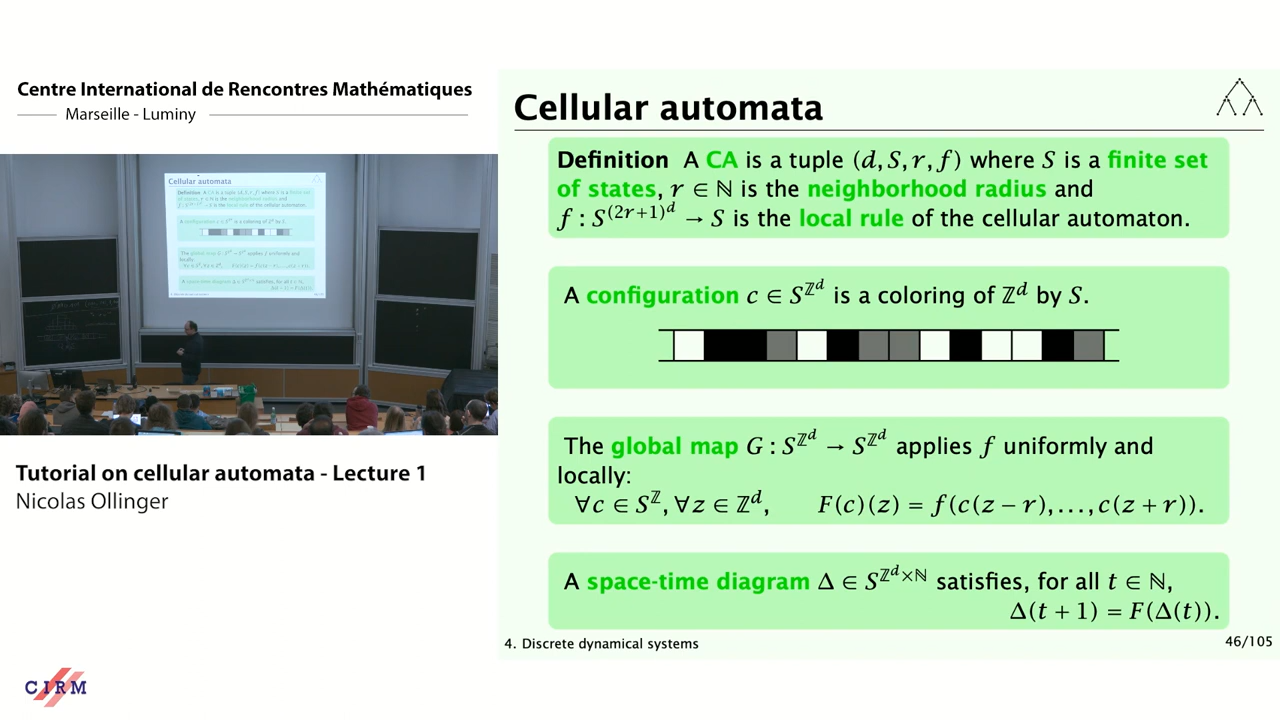 Centre International de Rencontres Mathématiques
Marseille - Luminy
Tutorial on cellular automata - Lecture 1
Nicolas Ollinger
CIRM
Cellular automata
Definition A CA is a tuple (d, S, r, f) where S is a finite set
of states, r ∈ ℕ is the neighborhood radius and
f : S^{(2r+1)^d} → S is the local rule of the cellular automaton.
A configuration c ∈ S^{ℤ^d} is a coloring of ℤ^d by S.
The global map G : S^{ℤ^d} → S^{ℤ^d} applies f uniformly and
locally:
∀c ∈ S^ℤ, ∀z ∈ ℤ^d, F(c)(z) = f(c(z − r), . . . , c(z + r)).
A space-time diagram Δ ∈ S^{ℤ^d×ℕ} satisfies, for all t ∈ ℕ,
Δ(t + 1) = F(Δ(t)).
4. Discrete dynamical systems
46/105